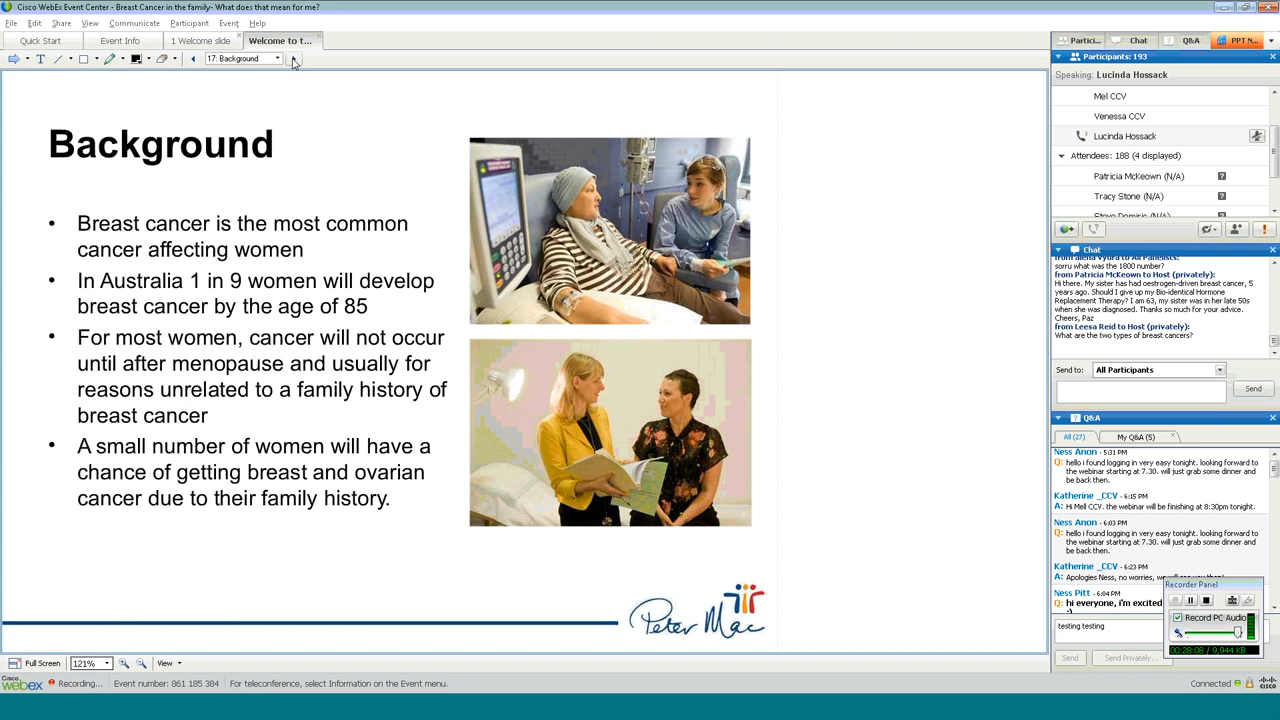 Cisco WebEx Event Center - Breast Cancer in the family- What does that mean for me?
File Edit Share View Communicate Participant Event Help
Quick Start Event Info 1 Welcome slide Welcome to t...
17: Background
Background
• Breast cancer is the most common
cancer affecting women
• In Australia 1 in 9 women will develop
breast cancer by the age of 85
• For most women, cancer will not occur
until after menopause and usually for
reasons unrelated to a family history of
breast cancer
• A small number of women will have a
chance of getting breast and ovarian
cancer due to their family history.
Peter Mac
Full Screen 121% View
Cisco webex Recording... Event number: 861 185 384 For teleconference, select Information on the Event menu. Connected CISCO
Partici... Chat Q&A PPT N...
Participants: 193
Speaking: Lucinda Hossack
Mel CCV
Venessa CCV
Lucinda Hossack
Attendees: 188 (4 displayed)
Patricia McKeown (N/A)
Tracy Stone (N/A)
Chat
sorru what was the 1800 number?
from Patricia McKeown to Host (privately):
Hi there. My sister has had oestrogen-driven breast cancer, 5
years ago. Should I give up my Bio-identical Hormone
Replacement Therapy? I am 63, my sister was in her late 50s
when she was diagnosed. Thanks so much for your advice.
Cheers, Paz
from Leesa Reid to Host (privately):
What are the two types of breast cancers?
Send to: All Participants
Send
Q&A
All (27) My Q&A (5)
Ness Anon - 5:31 PM
Q: hello i found logging in very easy tonight. looking forward to
the webinar starting at 7.30. will just grab some dinner and
be back then.
Katherine _CCV - 6:15 PM
A: Hi Mell CCV. the webinar will be finishing at 8:30pm tonight.
Ness Anon - 6:03 PM
Q: hello i found logging in very easy tonight. looking forward to
the webinar starting at 7.30. will just grab some dinner and
be back then.
Katherine _CCV - 6:23 PM
A: Apologies Ness, no worries, we
Ness Pitt - 6:04 PM
Q: hi everyone, i'm excited
:)
testing testing
Send Send Privately...
Recorder Panel
Record PC Audio
00:28:08 / 9,944 KB